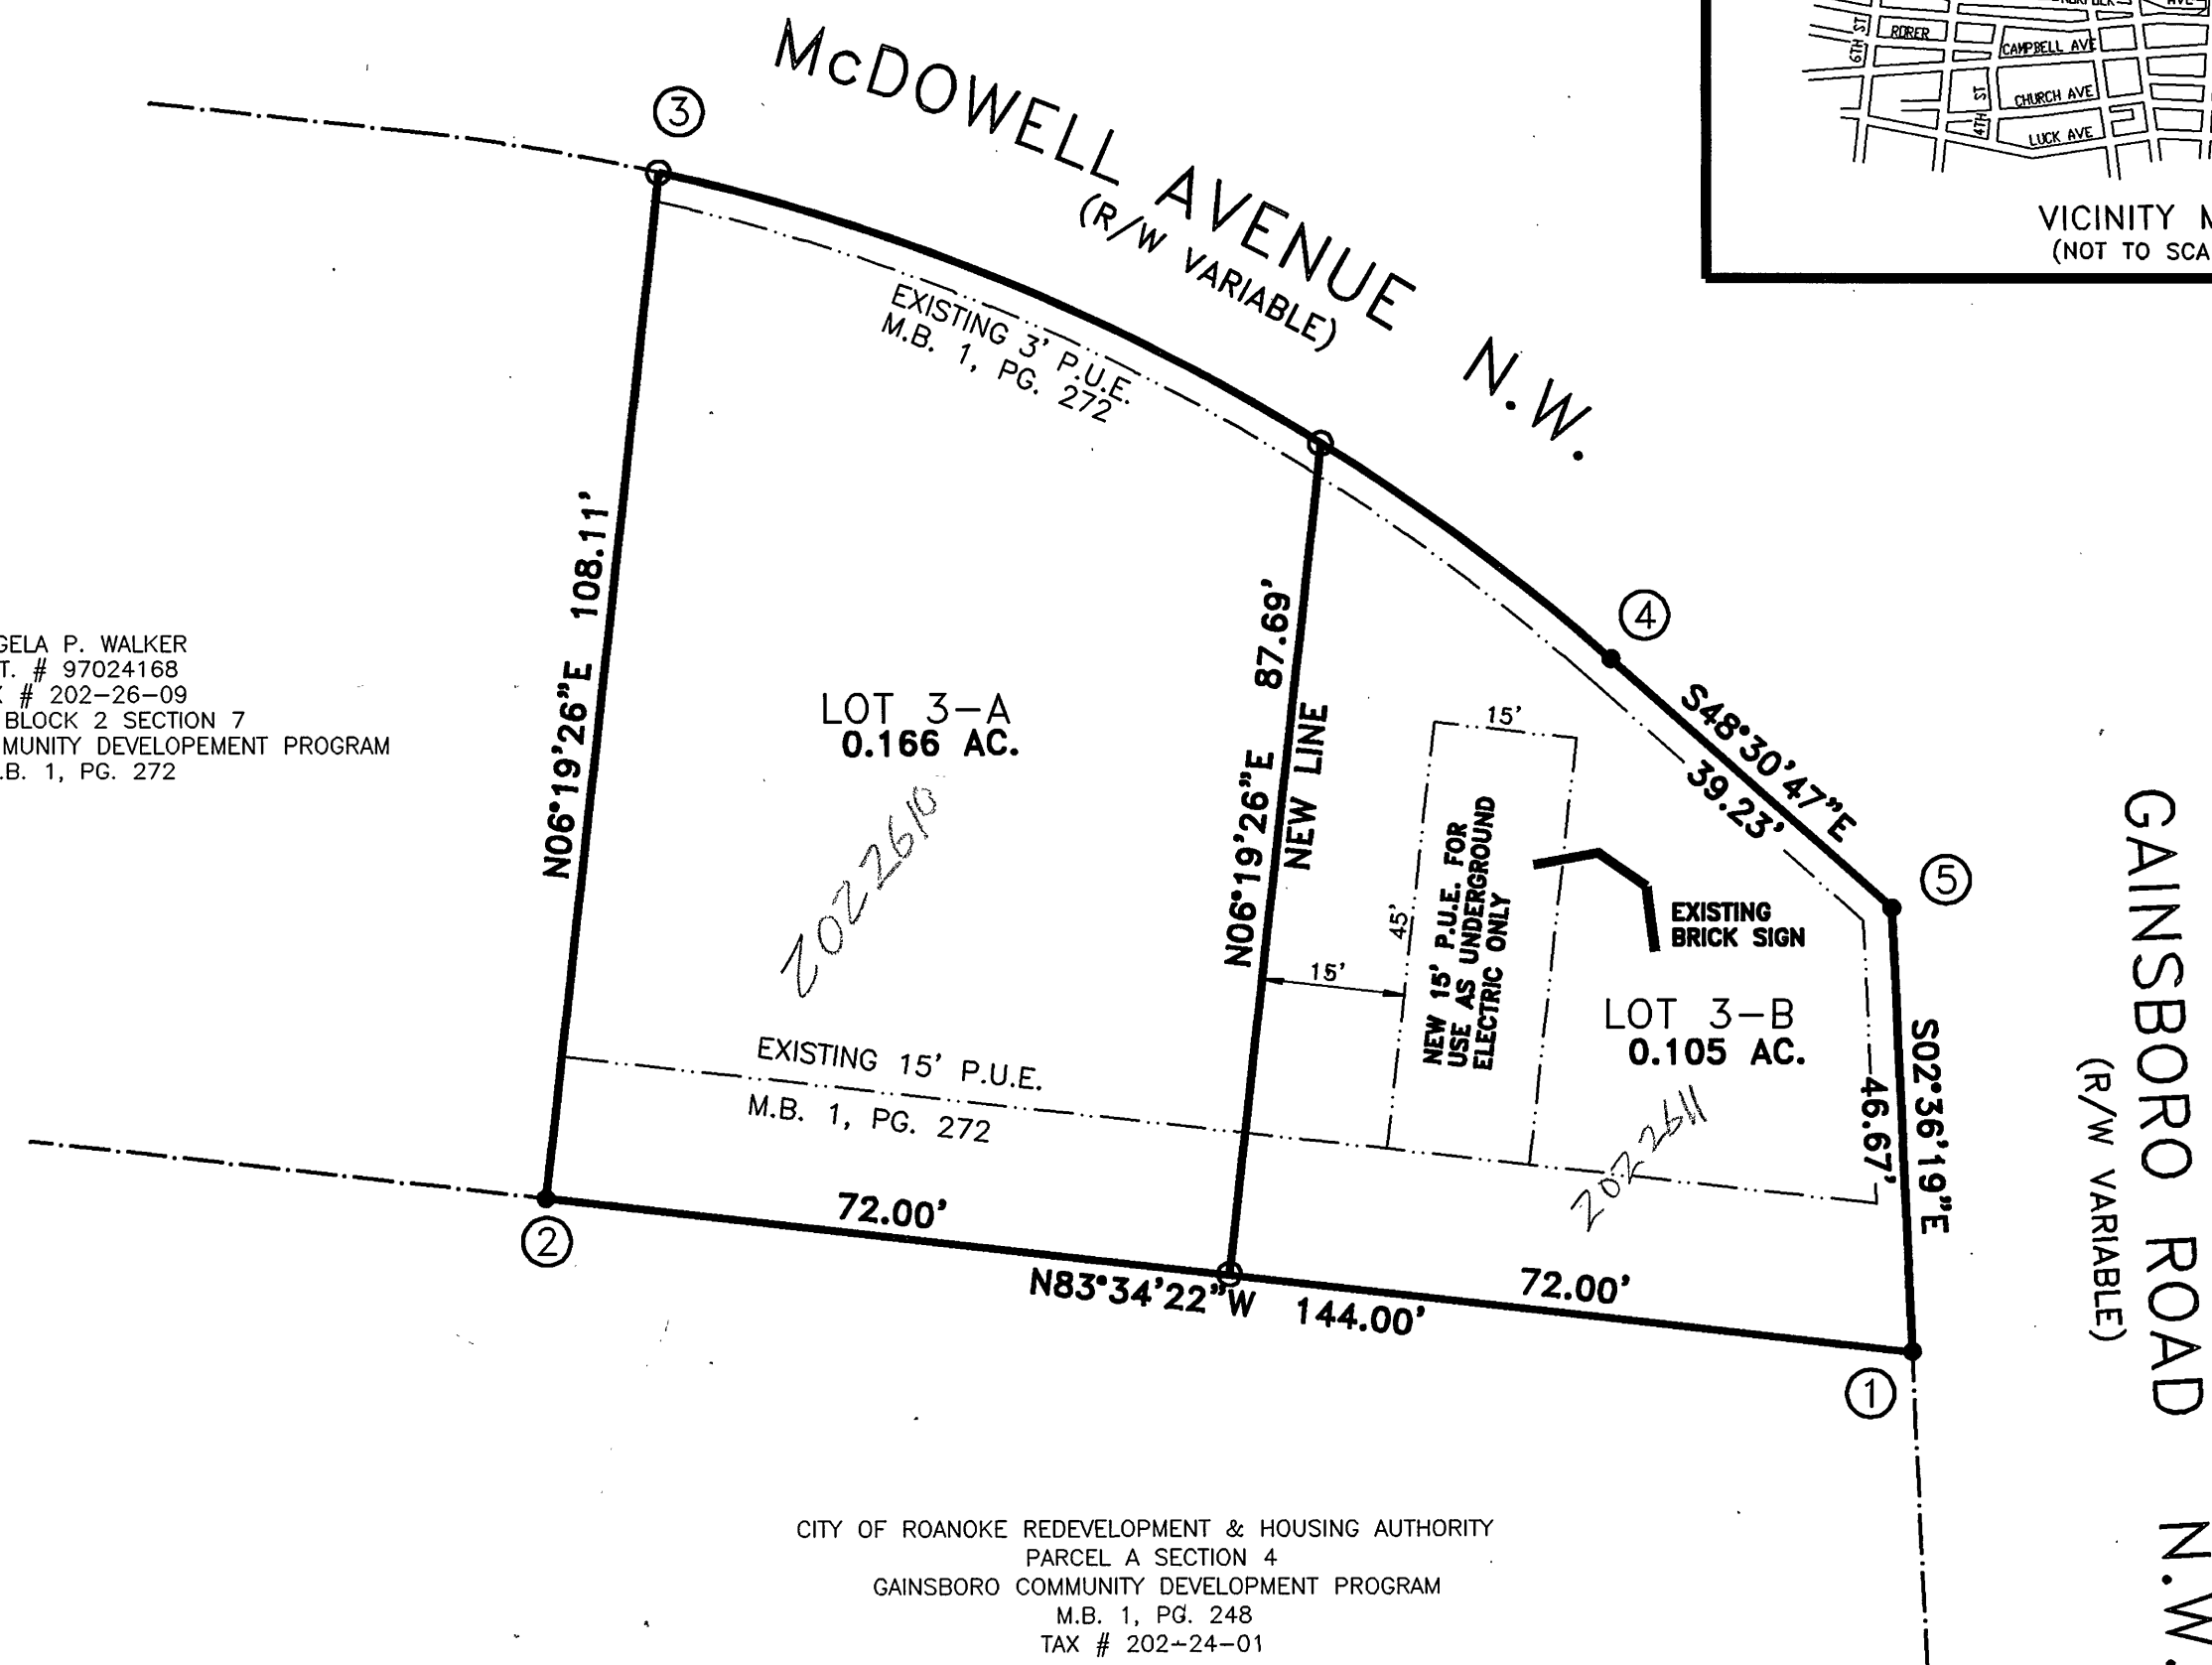 McDOWELL AVENUE N.W.
(R/W VARIABLE)
6TH ST
RORER
CAMPBELL AVE
4TH ST
CHURCH AVE
LUCK AVE
VICINITY
(NOT TO
3
EXISTING 3' P.U.E.
M.B. 1, PG. 272
N06°19'26"E 108.11'
P. WALKER
# 97024168
# 202-26-09
BLOCK 2 SECTION 7
DEVELOPEMENT PROGRAM
1, PG. 272
LOT 3-A
0.166 AC.
2022610
N06°19'26"E 87.69'
NEW LINE
4
S48°30'47"E
39.23'
15'
45'
15'
NEW 15' P.U.E. FOR
USE AS UNDERGROUND
ELECTRIC ONLY
5
EXISTING
BRICK SIGN
LOT 3-B
0.105 AC.
2022611
S02°36'19"E
46.67'
GAINSBORO ROAD N.W.
(R/W VARIABLE)
EXISTING 15' P.U.E.
M.B. 1, PG. 272
2
72.00'
N83°34'22"W 144.00'
72.00'
1
CITY OF ROANOKE REDEVELOPMENT & HOUSING AUTHORITY
PARCEL A SECTION 4
GAINSBORO COMMUNITY DEVELOPMENT PROGRAM
M.B. 1, PG. 248
TAX # 202-24-01